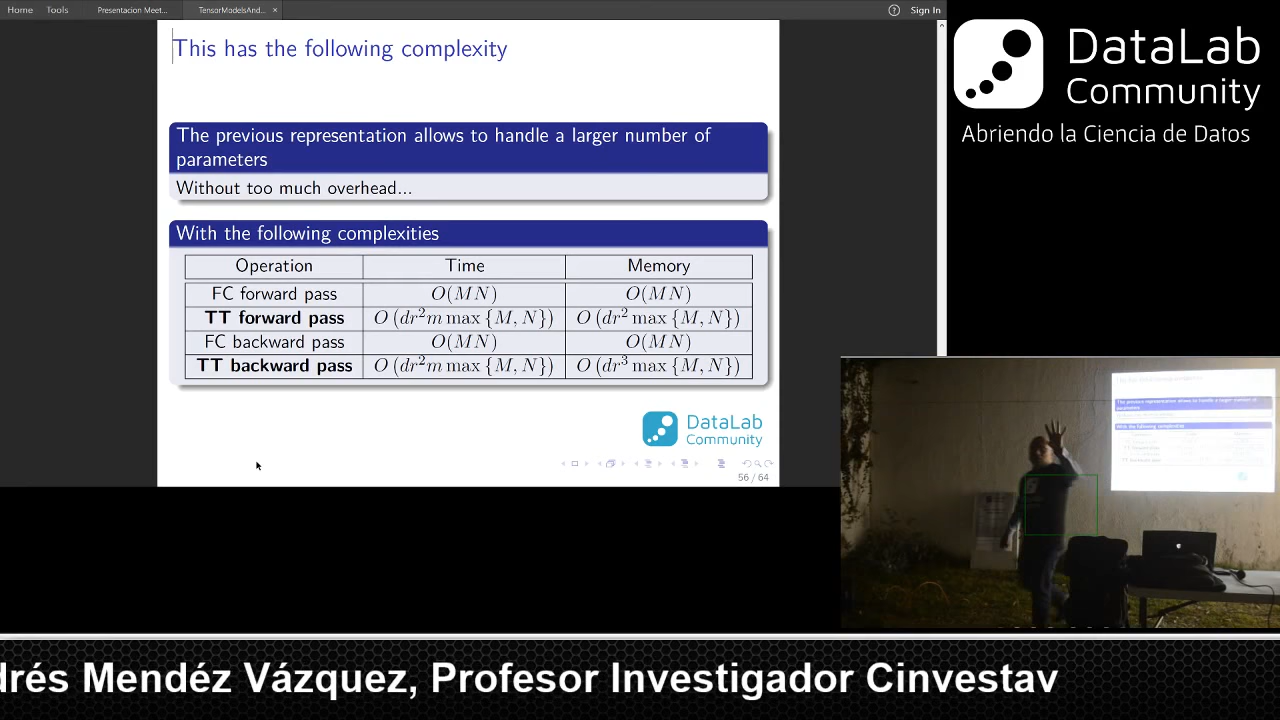 Home Tools Presentacion Meet... TensorModelsAnd... × Sign In
This has the following complexity
The previous representation allows to handle a larger number of
parameters
Without too much overhead...
With the following complexities
Operation Time Memory
FC forward pass O(MN) O(MN)
TT forward pass O(dr²m max {M, N}) O(dr² max {M, N})
FC backward pass O(MN) O(MN)
TT backward pass O(dr²m max {M, N}) O(dr³ max {M, N})
DataLab
Community
56 / 64
DataLab
Community
Abriendo la Ciencia de Datos
drés Mendéz Vázquez, Profesor Investigador Cinvestav